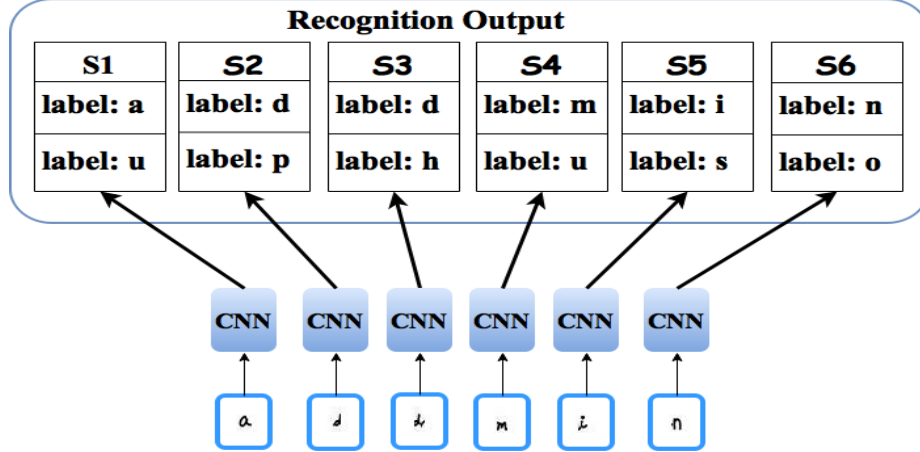 Recognition Output
S1 S2 S3 S4 S5 S6
label: a label: d label: d label: m label: i label: n
label: u label: p label: h label: u label: s label: o
CNN CNN CNN CNN CNN CNN
a d d m i n